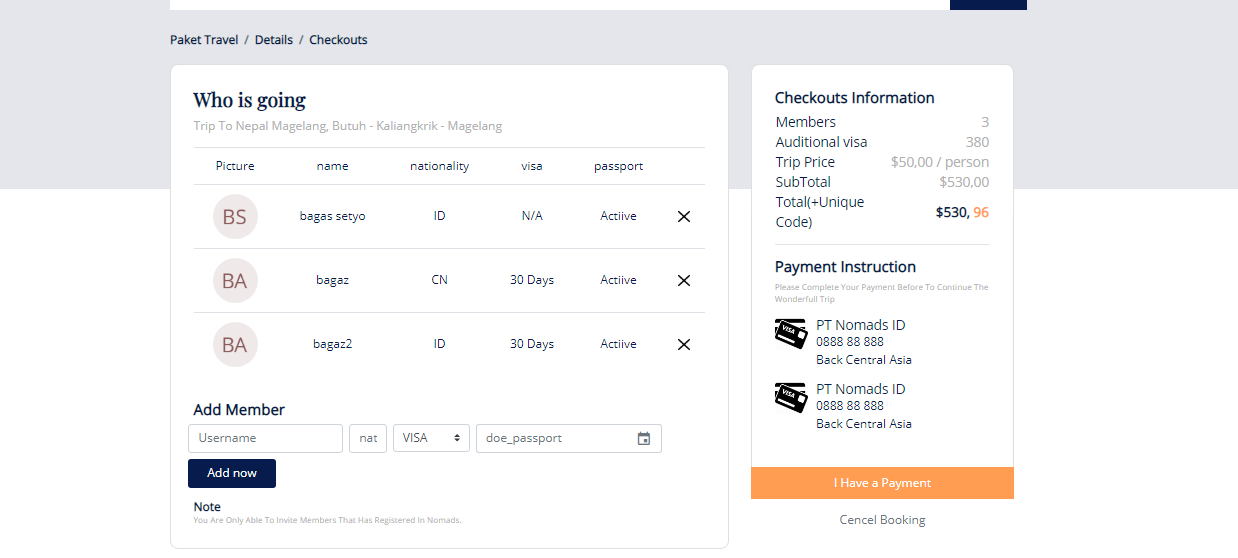 Paket Travel / Details / Checkouts
Who is going
Trip To Nepal Magelang, Butuh - Kaliangkrik - Magelang
Picture name nationality visa passport
BS bagas setyo ID N/A Actiive
BA bagaz CN 30 Days Actiive
BA bagaz2 ID 30 Days Actiive
Add Member
Username nat VISA doe_passport
Add now
Note
You Are Only Able To Invite Members That Has Registered In Nomads.
Checkouts Information
Members 3
Auditional visa 380
Trip Price $50,00 / person
SubTotal $530,00
Total(+Unique
Code) $530, 96
Payment Instruction
Please Complete Your Payment Before To Continue The
Wonderfull Trip
VISA
PT Nomads ID
0888 88 888
Back Central Asia
VISA
PT Nomads ID
0888 88 888
Back Central Asia
I Have a Payment
Cencel Booking